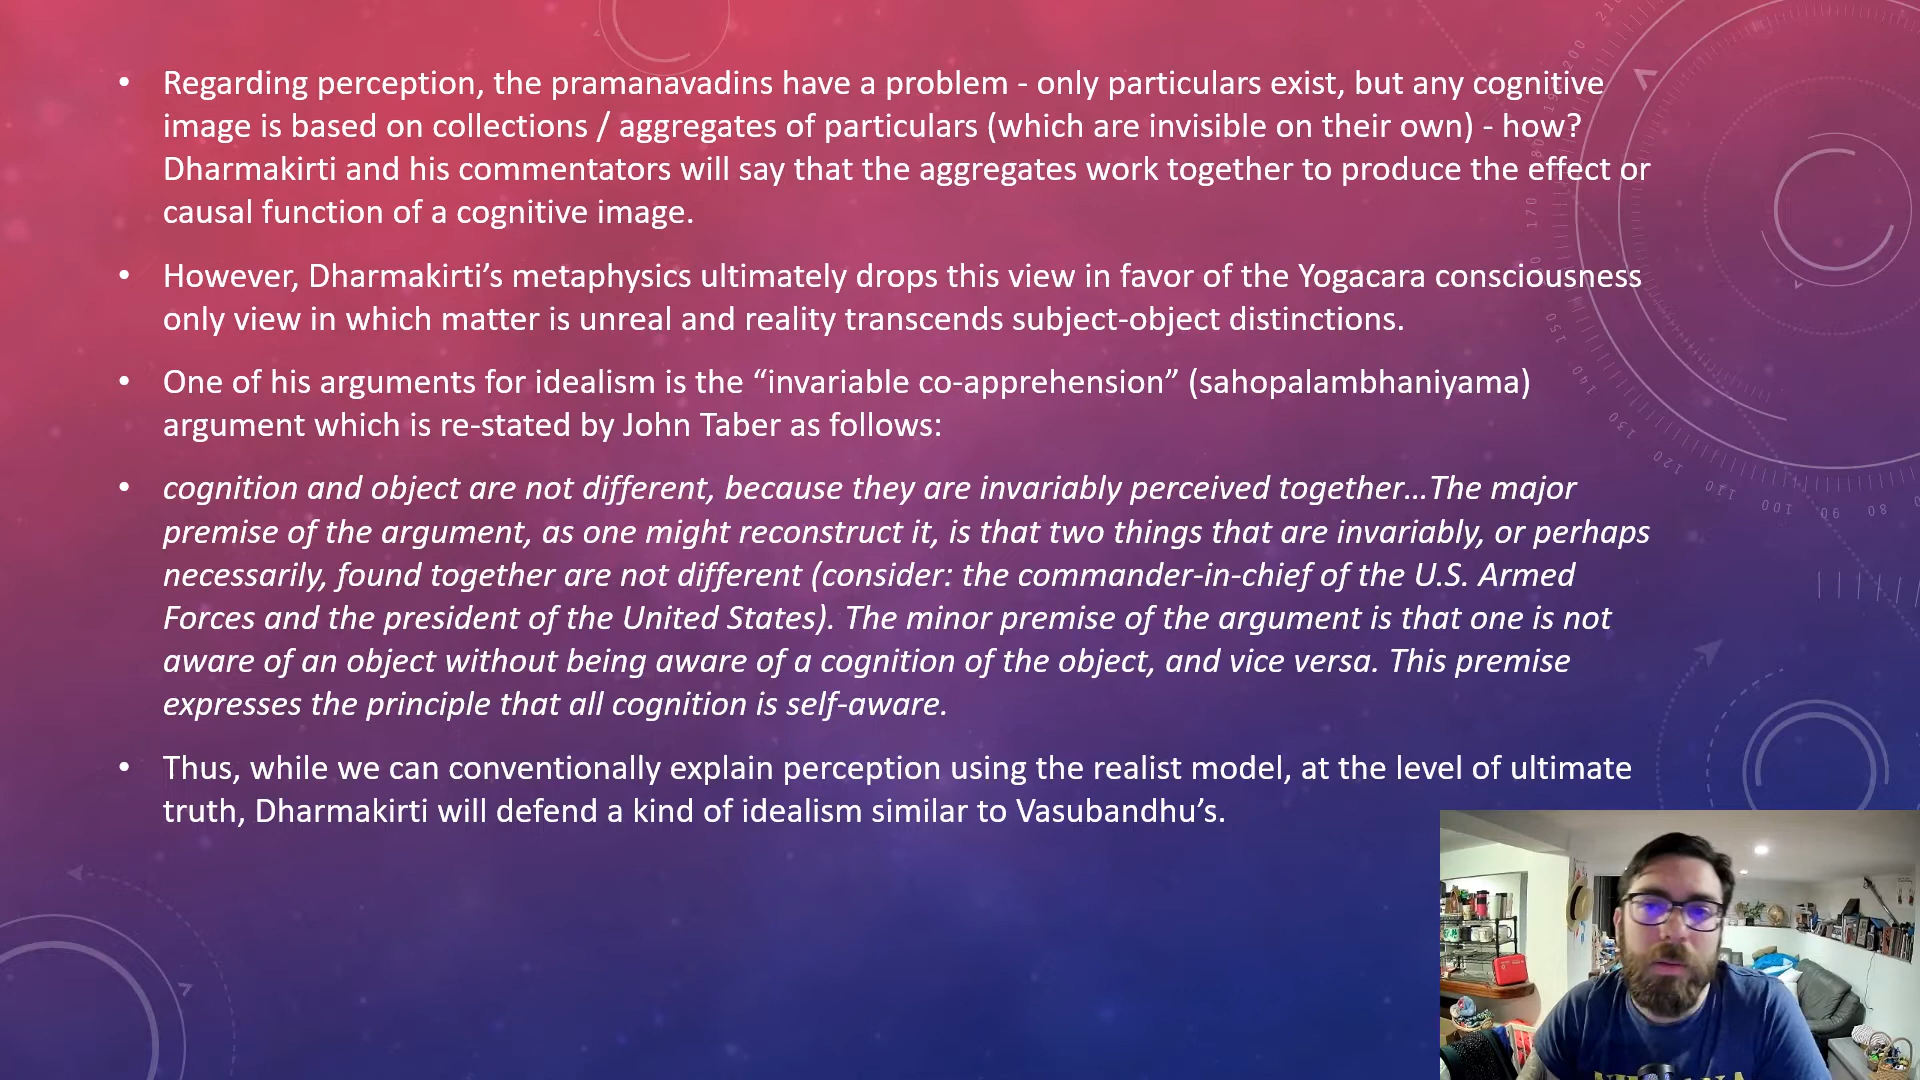 • Regarding perception, the pramanavadins have a problem - only particulars exist, but any cognitive
image is based on collections / aggregates of particulars (which are invisible on their own) - how?
Dharmakirti and his commentators will say that the aggregates work together to produce the effect or
causal function of a cognitive image.
• However, Dharmakirti’s metaphysics ultimately drops this view in favor of the Yogacara consciousness
only view in which matter is unreal and reality transcends subject-object distinctions.
• One of his arguments for idealism is the “invariable co-apprehension” (sahopalambhaniyama)
argument which is re-stated by John Taber as follows:
• cognition and object are not different, because they are invariably perceived together…The major
premise of the argument, as one might reconstruct it, is that two things that are invariably, or perhaps
necessarily, found together are not different (consider: the commander-in-chief of the U.S. Armed
Forces and the president of the United States). The minor premise of the argument is that one is not
aware of an object without being aware of a cognition of the object, and vice versa. This premise
expresses the principle that all cognition is self-aware.
• Thus, while we can conventionally explain perception using the realist model, at the level of ultimate
truth, Dharmakirti will defend a kind of idealism similar to Vasubandhu’s.
210
200
170
150
140
130
120
110
100
90
80